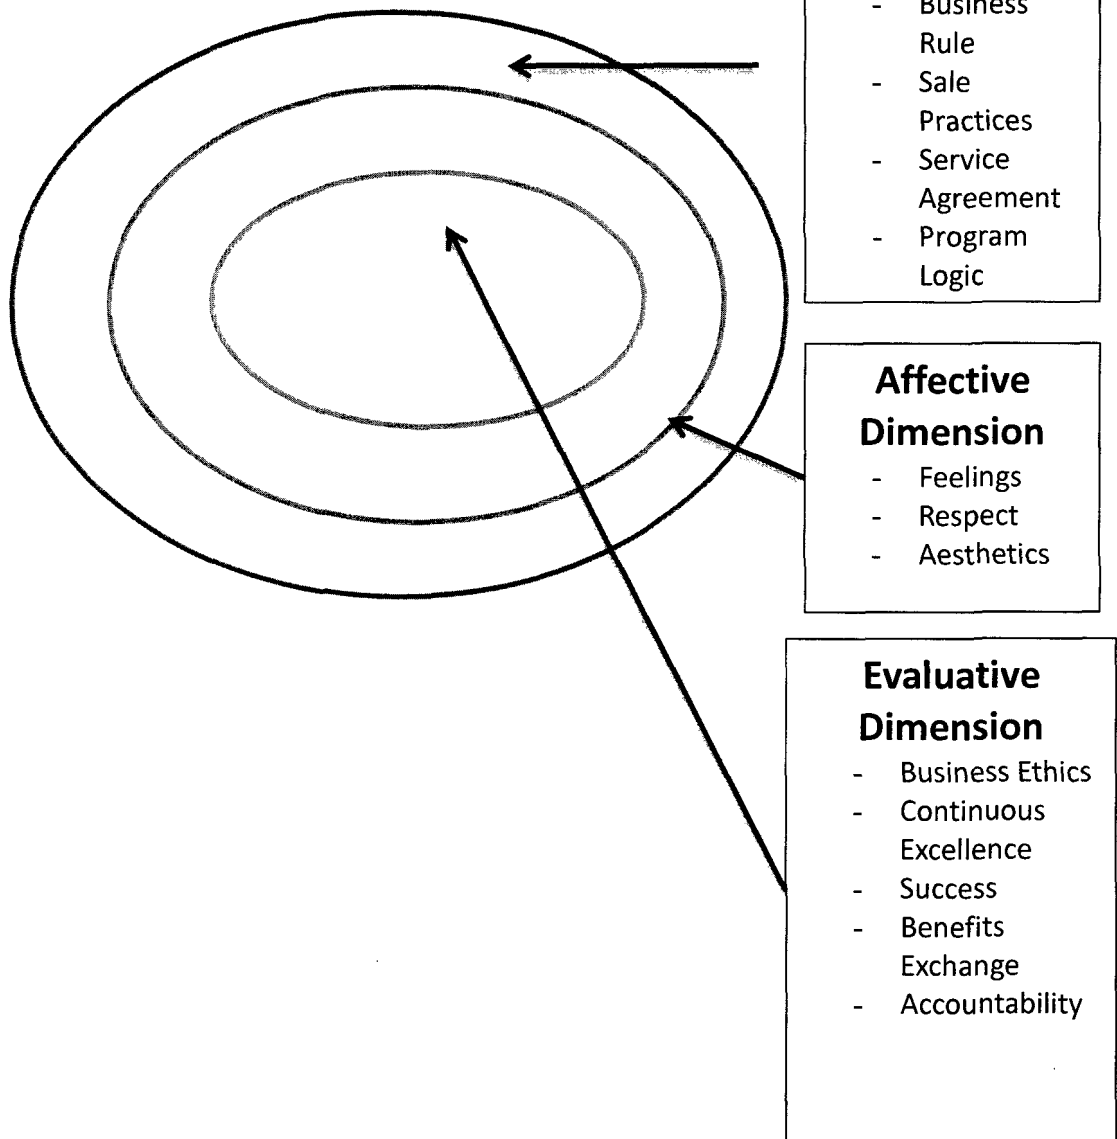 - Business
Rule
- Sale
Practices
- Service
Agreement
- Program
Logic
Affective
Dimension
- Feelings
- Respect
- Aesthetics
Evaluative
Dimension
- Business Ethics
- Continuous
Excellence
- Success
- Benefits
Exchange
- Accountability